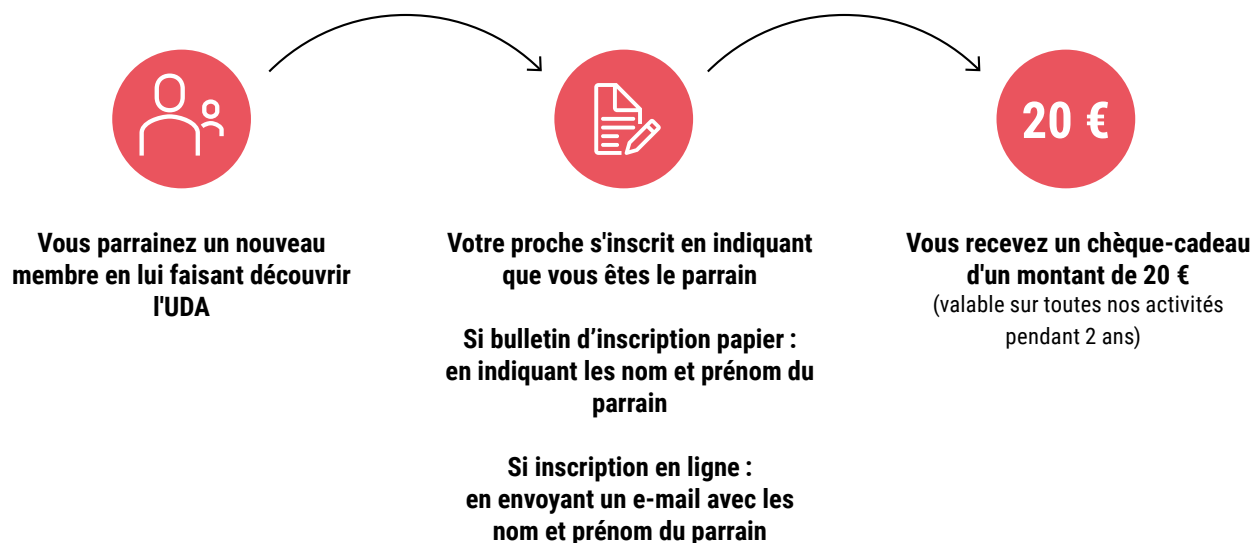 20 €
Vous parrainez un nouveau
membre en lui faisant découvrir
l'UDA
Votre proche s'inscrit en indiquant
que vous êtes le parrain
Si bulletin d’inscription papier :
en indiquant les nom et prénom du
parrain
Si inscription en ligne :
en envoyant un e-mail avec les
nom et prénom du parrain
Vous recevez un chèque-cadeau
d'un montant de 20 €
(valable sur toutes nos activités
pendant 2 ans)